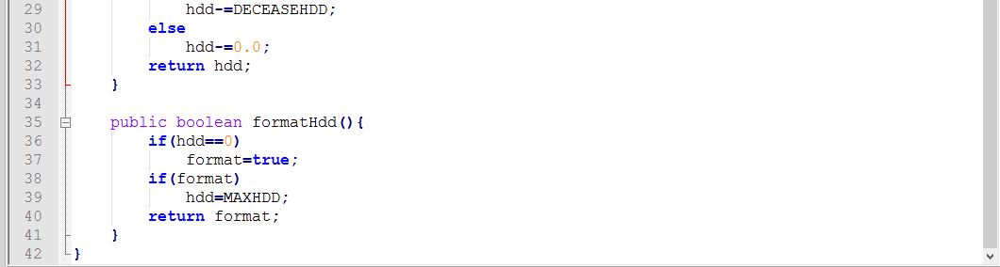 29 hdd-=DECEASEHDD;
30 else
31 hdd-=0.0;
32 return hdd;
33 }
34
35 public boolean formatHdd(){
36 if(hdd==0)
37 format=true;
38 if(format)
39 hdd=MAXHDD;
40 return format;
41 }
42 }